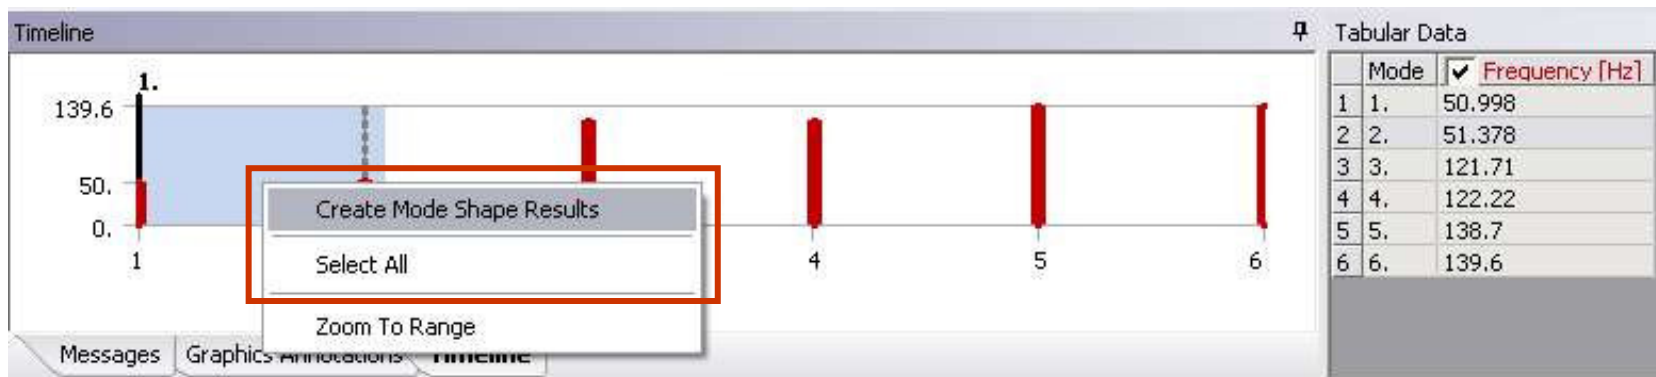 Timeline
1.
139.6
50.
0.
1
4
5
6
Create Mode Shape Results
Select All
Zoom To Range
Messages Graphics Annotations Timeline
Tabular Data
Mode Frequency [Hz]
1 1. 50.998
2 2. 51.378
3 3. 121.71
4 4. 122.22
5 5. 138.7
6 6. 139.6